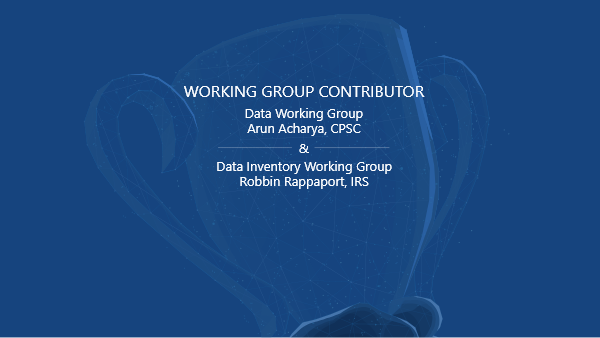 WORKING GROUP CONTRIBUTOR
Data Working Group
Arun Acharya, CPSC
&
Data Inventory Working Group
Robbin Rappaport, IRS